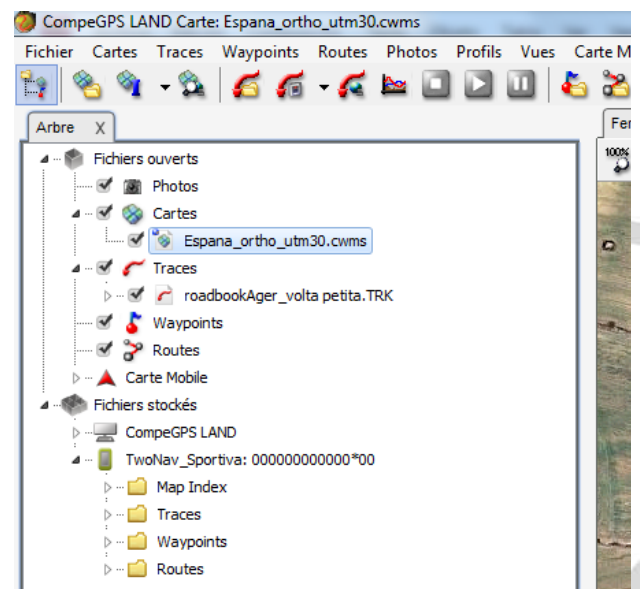 CompeGPS LAND Carte: Espana_ortho_utm30.cwms
Fichier Cartes Traces Waypoints Routes Photos Profils Vues Carte M
Arbre X
Fer
100%
Fichiers ouverts
Photos
Cartes
Espana_ortho_utm30.cwms
Traces
roadbookAger_volta petita.TRK
Waypoints
Routes
Carte Mobile
Fichiers stockés
CompeGPS LAND
TwoNav_Sportiva: 000000000000*00
Map Index
Traces
Waypoints
Routes